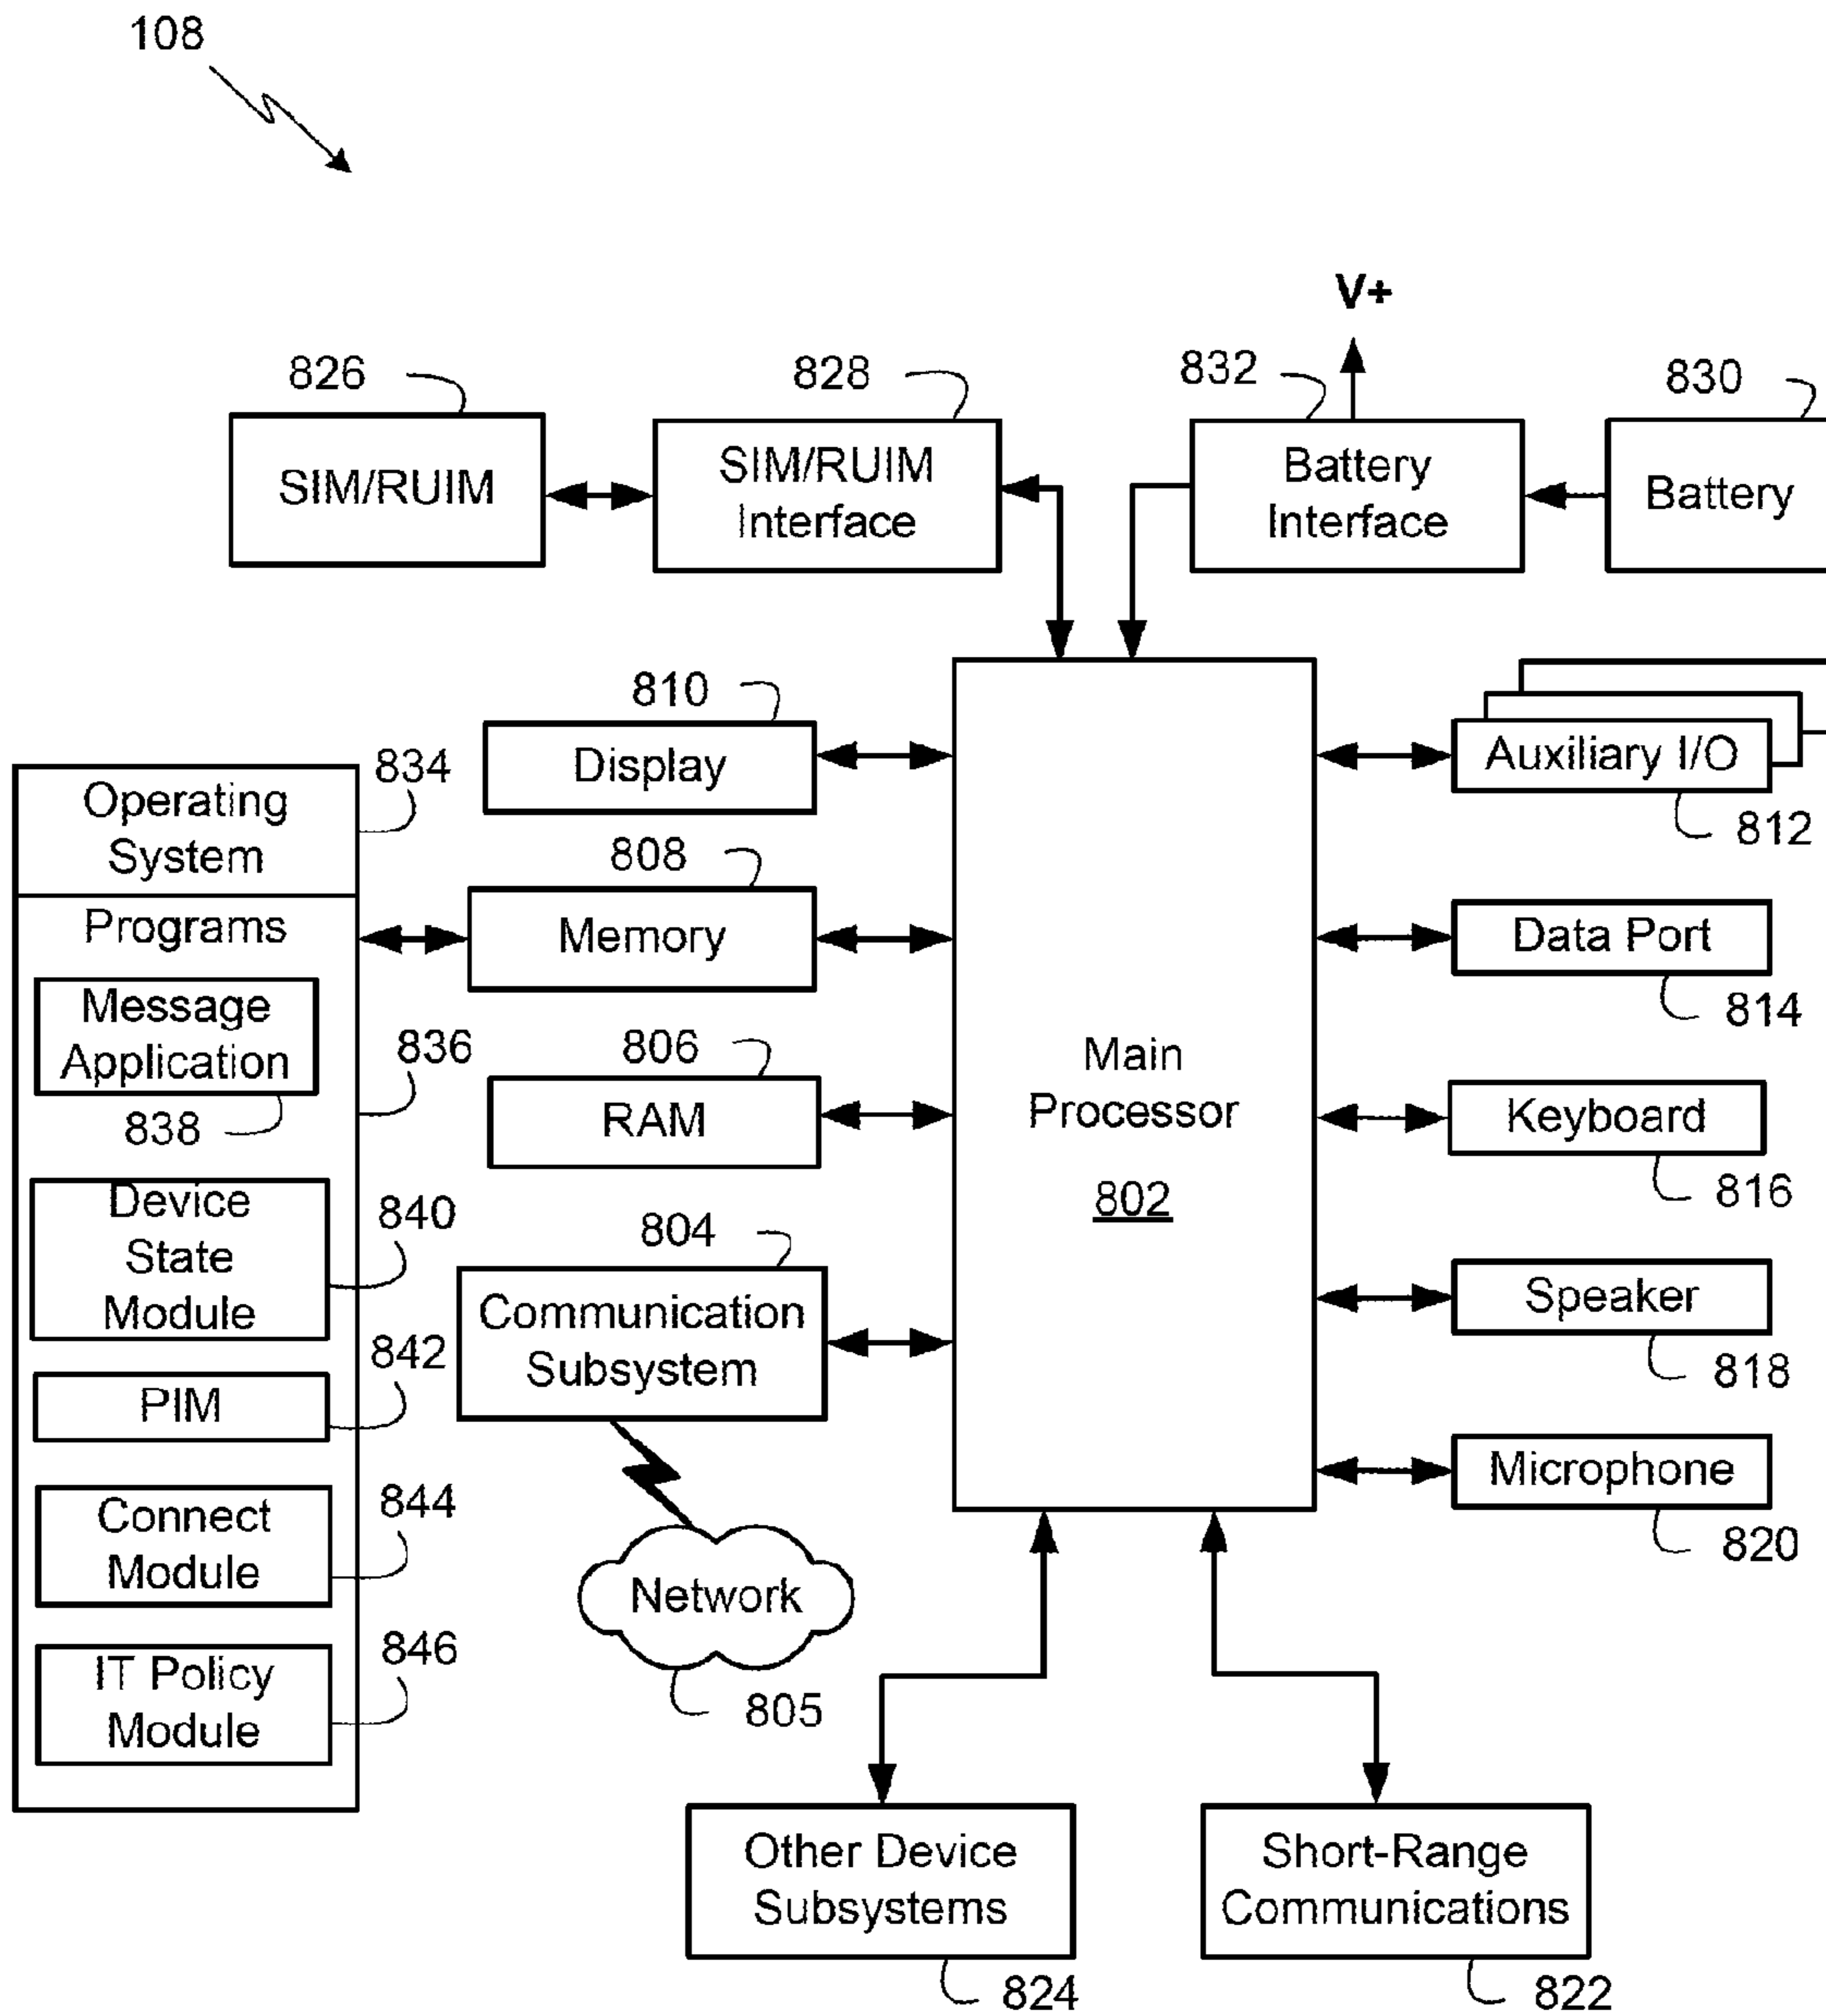 108
V+
826
828
832
830
SIM/RUIM
SIM/RUIM
Interface
Battery
Interface
Battery
810
Display
Auxiliary I/O
812
834
Operating
System
808
Memory
Programs
Data Port
814
Message
Application
838
836
806
RAM
Main
Processor
802
Keyboard
816
Device
State
Module
840
804
Communication
Subsystem
Speaker
818
842
PIM
Microphone
820
Connect
Module
844
Network
805
IT Policy
Module
846
Other Device
Subsystems
824
Short-Range
Communications
822